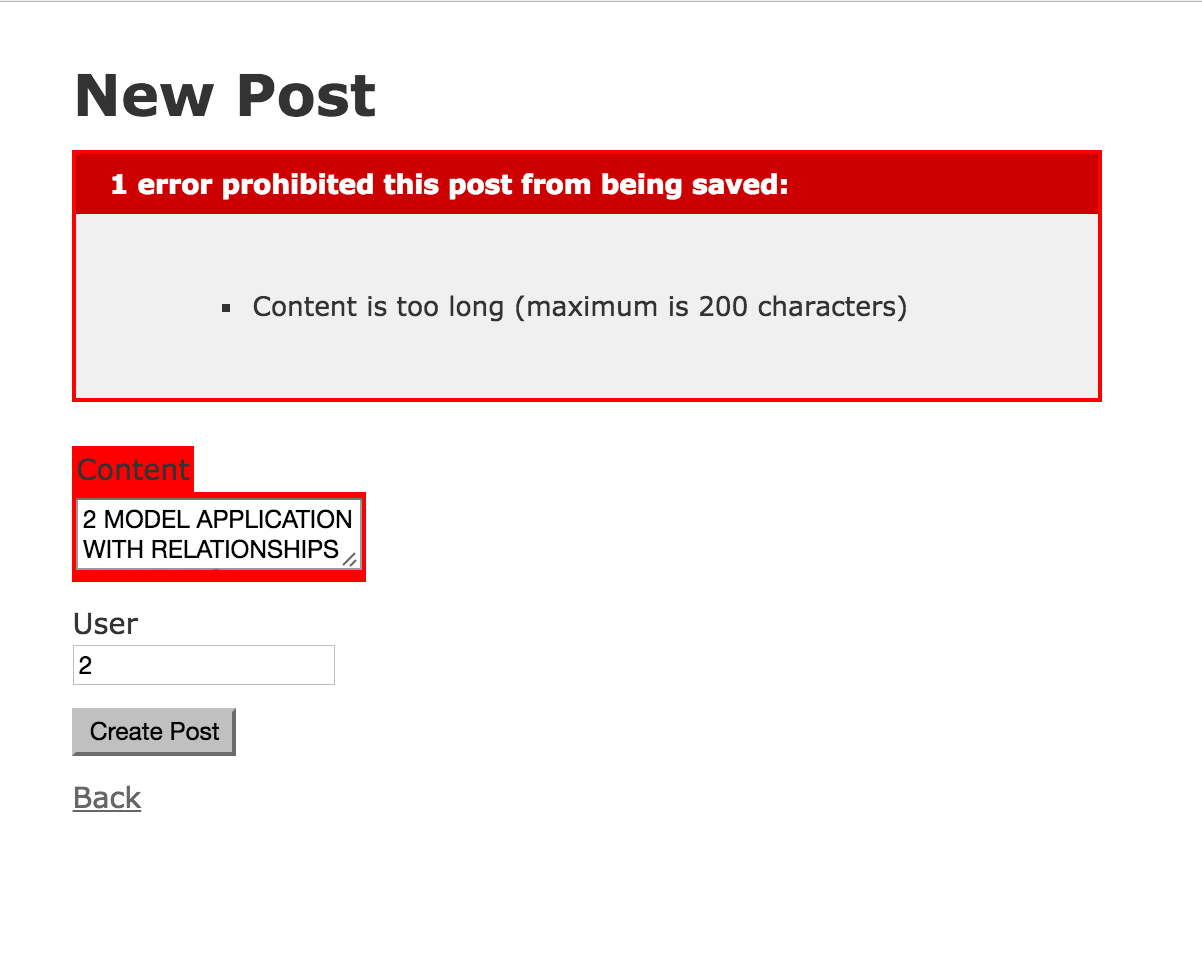 New Post
1 error prohibited this post from being saved:
Content is too long (maximum is 200 characters)
Content
2 MODEL APPLICATION
WITH RELATIONSHIPS
User
2
Create Post
Back